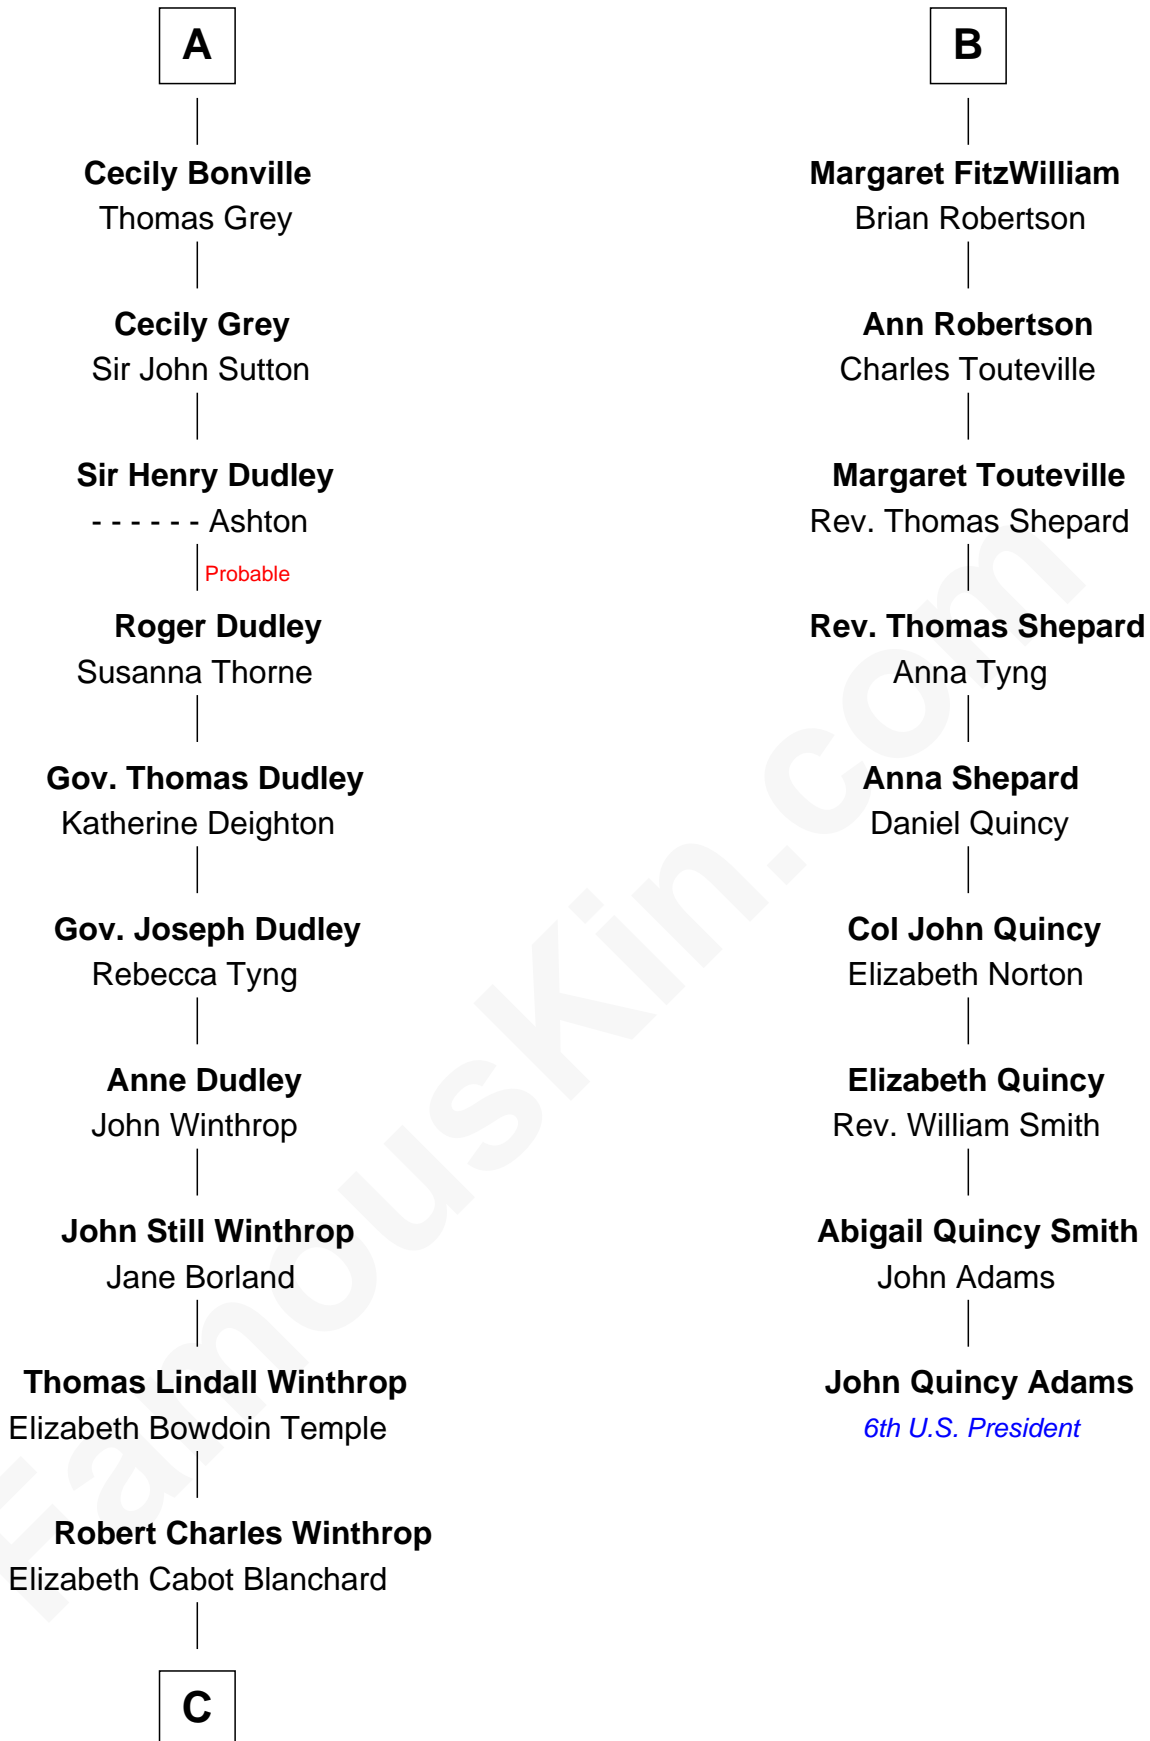 A
Cecily Bonville
Thomas Grey
Cecily Grey
Sir John Sutton
Sir Henry Dudley
- - - - - - Ashton
Probable
Roger Dudley
Susanna Thorne
Gov. Thomas Dudley
Katherine Deighton
Gov. Joseph Dudley
Rebecca Tyng
Anne Dudley
John Winthrop
John Still Winthrop
Jane Borland
Thomas Lindall Winthrop
Elizabeth Bowdoin Temple
Robert Charles Winthrop
Elizabeth Cabot Blanchard
C
B
Margaret FitzWilliam
Brian Robertson
Ann Robertson
Charles Touteville
Margaret Touteville
Rev. Thomas Shepard
Rev. Thomas Shepard
Anna Tyng
Anna Shepard
Daniel Quincy
Col John Quincy
Elizabeth Norton
Elizabeth Quincy
Rev. William Smith
Abigail Quincy Smith
John Adams
John Quincy Adams
6th U.S. President
FamousKin.com